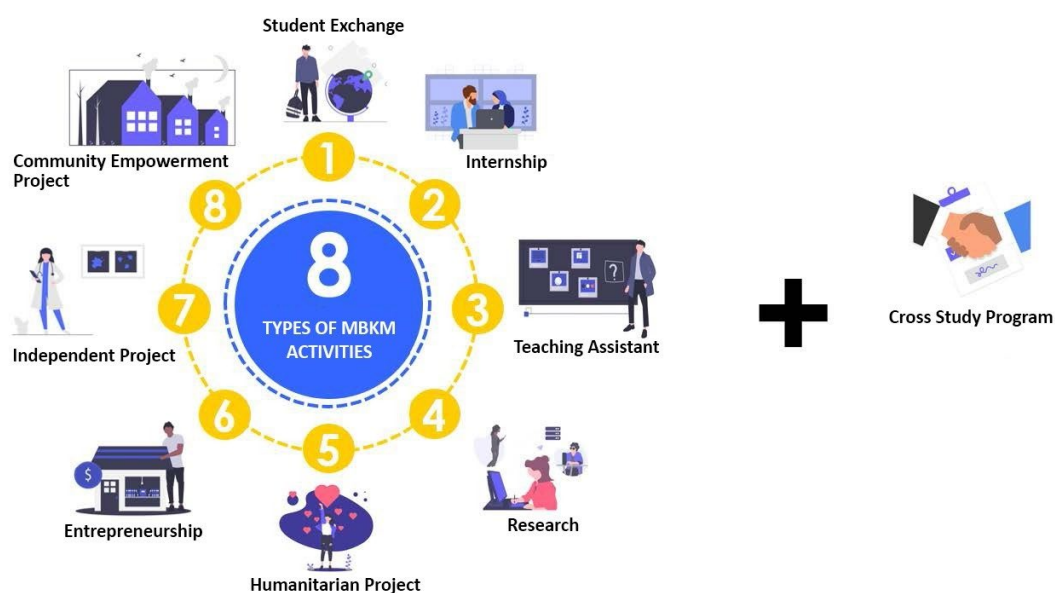 Student Exchange
Internship
Community Empowerment
Project
1
2
3
4
5
6
7
8
8
TYPES OF MBKM
ACTIVITIES
?
Teaching Assistant
Independent Project
$
Entrepreneurship
Research
Humanitarian Project
+
Cross Study Program